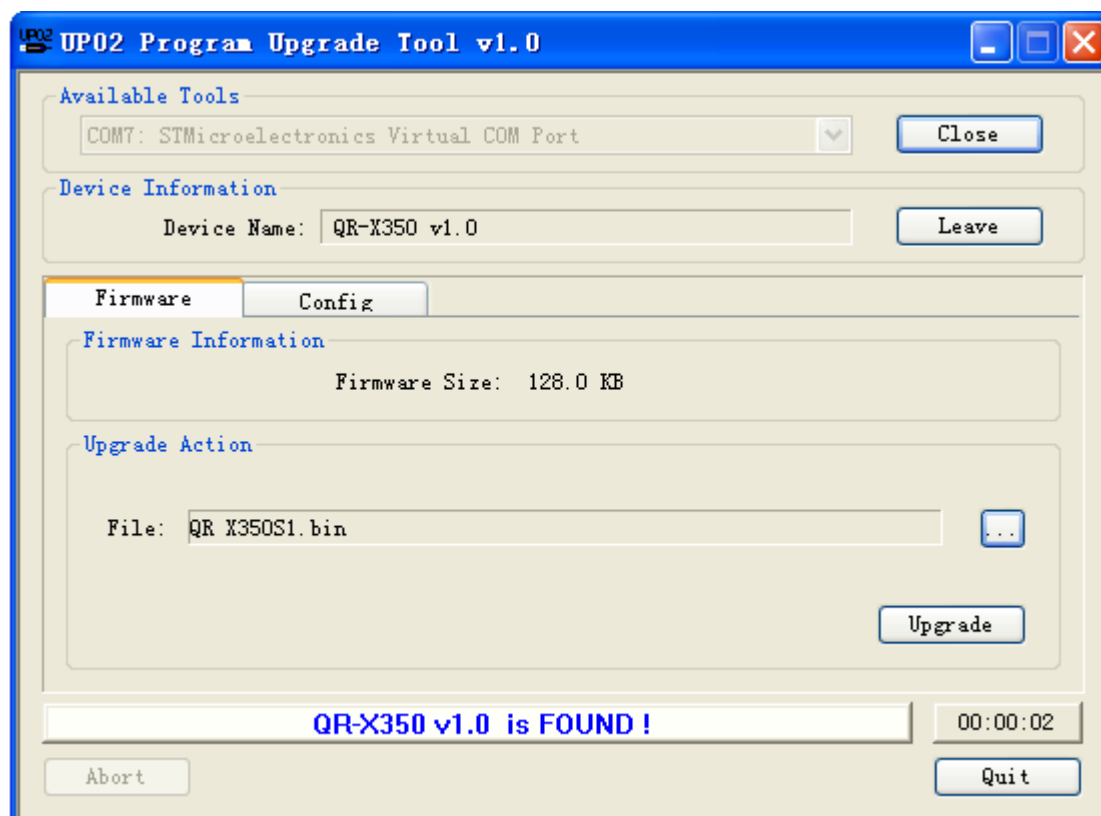 UP02 UP02 Program Upgrade Tool v1.0
Available Tools
COM7: STMicroelectronics Virtual COM Port
Close
Device Information
Device Name: QR-X350 v1.0
Leave
Firmware
Config
Firmware Information
Firmware Size: 128.0 KB
Upgrade Action
File: QR X350S1.bin
...
Upgrade
QR-X350 v1.0 is FOUND !
00:00:02
Abort
Quit